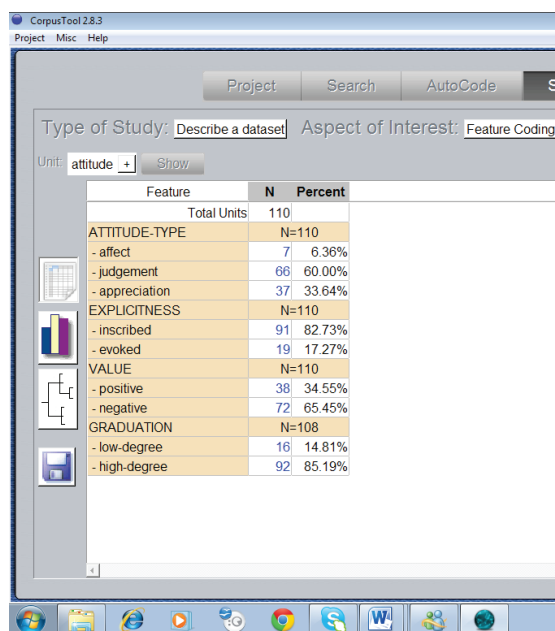 CorpusTool 2.8.3
Project Misc Help
Project Search AutoCode S
Type of Study: Describe a dataset Aspect of Interest: Feature Coding
Unit: attitude + Show
Feature N Percent
Total Units 110
ATTITUDE-TYPE N=110
- affect 7 6.36%
- judgement 66 60.00%
- appreciation 37 33.64%
EXPLICITNESS N=110
- inscribed 91 82.73%
- evoked 19 17.27%
VALUE N=110
- positive 38 34.55%
- negative 72 65.45%
GRADUATION N=108
- low-degree 16 14.81%
- high-degree 92 85.19%